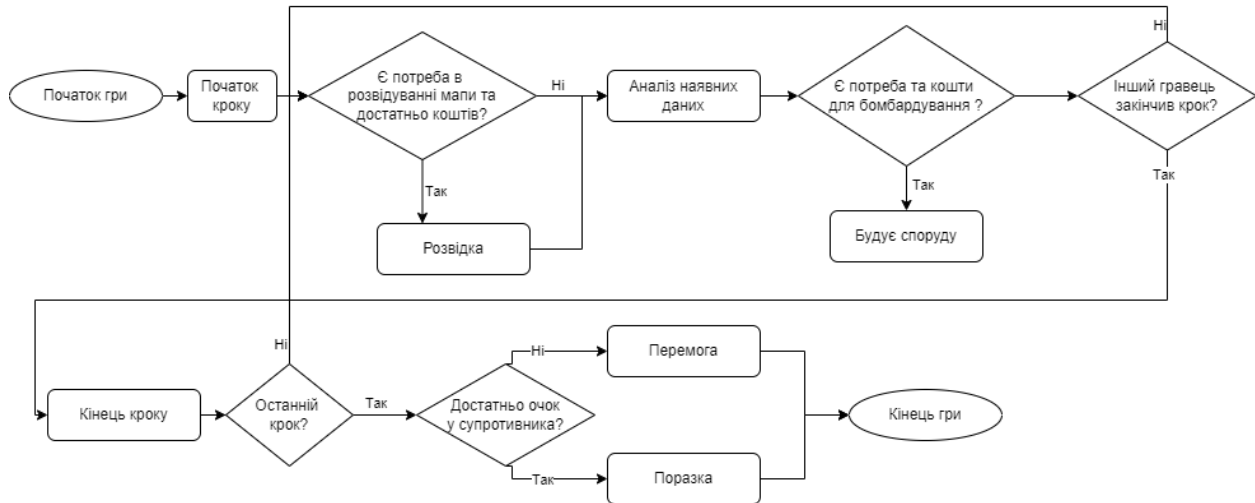 Ні
Початок гри
Початок
кроку
Є потреба в
розвідуванні мапи та
достатньо коштів?
Ні
Аналіз наявних
даних
Є потреба та кошти
для бомбардування ?
Інший гравець
закінчив крок?
Так
Так
Так
Розвідка
Будує споруду
Ні
Ні
Перемога
Кінець кроку
Останній
крок?
Так
Достатньо очок
у супротивника?
Кінець гри
Так
Поразка